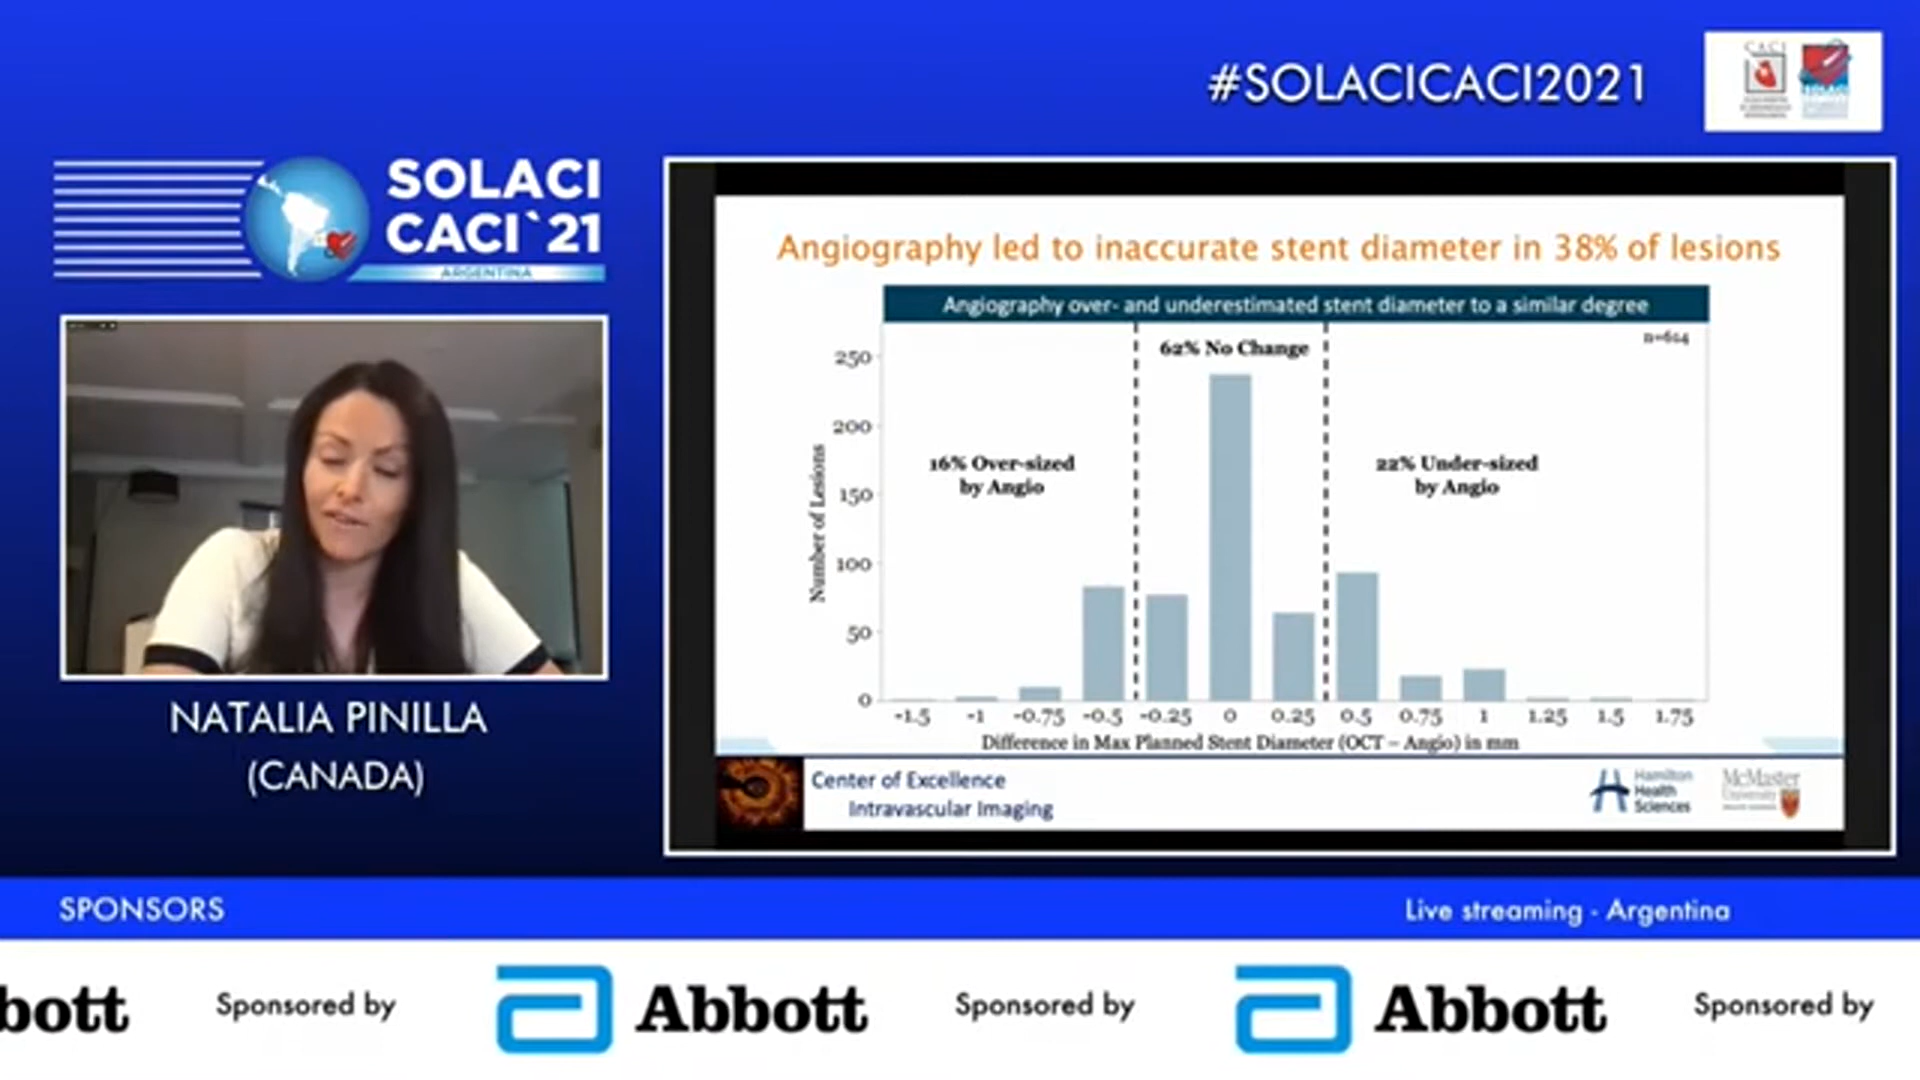 #SOLACICACI2021
CACI
SOLACI
CACI`21
ARGENTINA
NATALIA PINILLA
(CANADA)
Angiography led to inaccurate stent diameter in 38% of lesions
Angiography over- and underestimated stent diameter to a similar degree
n=614
62% No Change
16% Over-sized
by Angio
22% Under-sized
by Angio
Number of Lesions
250
200
150
100
50
0
-1.5 -1 -0.75 -0.5 -0.25 0 0.25 0.5 0.75 1 1.25 1.5 1.75
Difference in Max Planned Stent Diameter (OCT – Angio) in mm
Center of Excellence
Intravascular Imaging
Hamilton
Health
Sciences
McMaster
University
SPONSORS
Live streaming - Argentina
bott Sponsored by Abbott Sponsored by Abbott Sponsored by